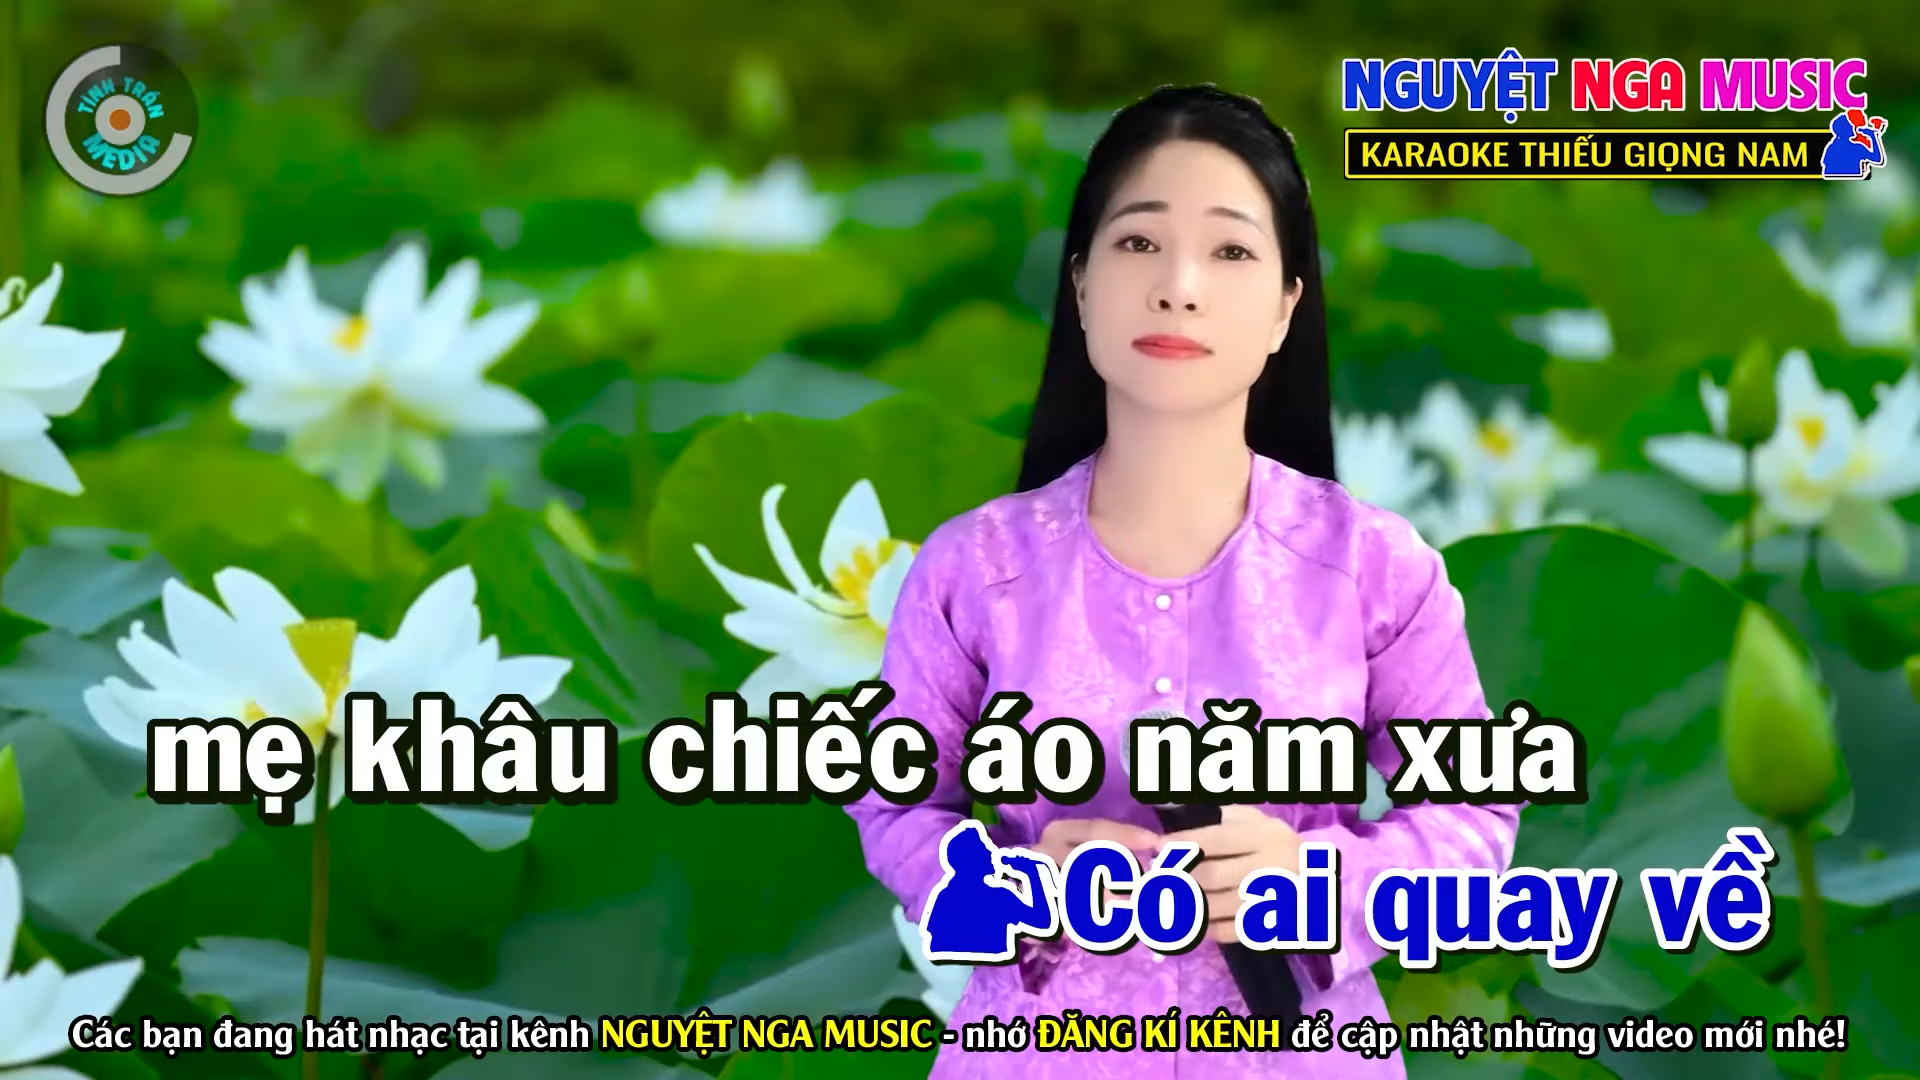 TÌNH TRẦN
MEDIA
NGUYỆT NGA MUSIC
KARAOKE THIẾU GIỌNG NAM
mẹ khâu chiếc áo năm xưa
Có ai quay về
Các bạn đang hát nhạc tại kênh NGUYỆT NGA MUSIC - nhớ ĐĂNG KÍ KÊNH để cập nhật những video mới nhé!